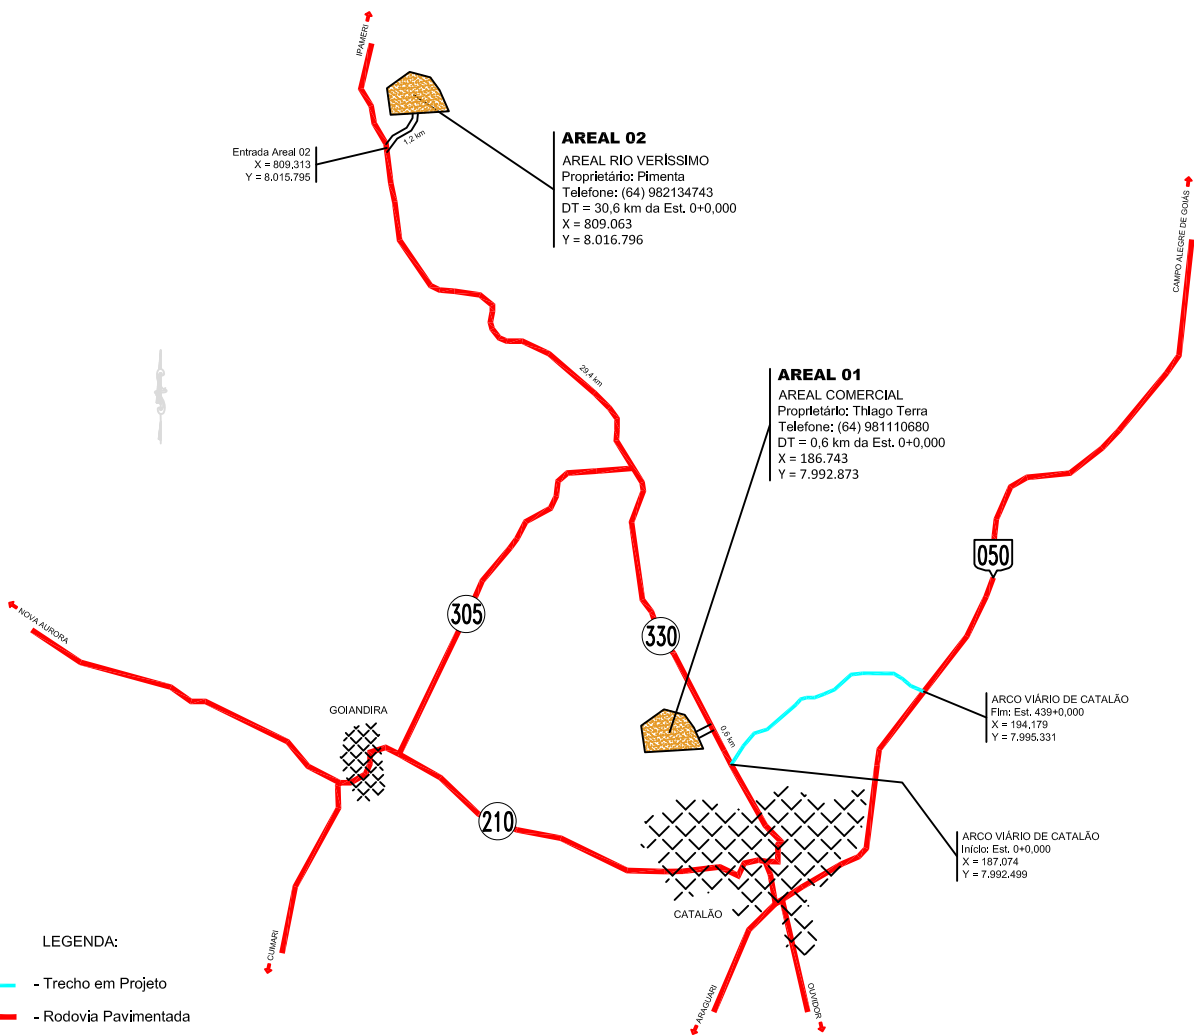 IPAMERI
AREAL 02
AREAL RIO VERÍSSIMO
Proprietário: Pimenta
Telefone: (64) 982134743
DT = 30,6 km da Est. 0+0,000
X = 809.063
Y = 8.016.796
1,2 km
Entrada Areal 02
X = 809,313
Y = 8.015.795
CAMPO ALEGRE DE GOIÁS
29,4 km
AREAL 01
AREAL COMERCIAL
Proprietário: Thiago Terra
Telefone: (64) 981110680
DT = 0,6 km da Est. 0+0,000
X = 186.743
Y = 7.992.873
050
305
330
NOVA AURORA
GOIANDIRA
0,6 km
ARCO VIÁRIO DE CATALÃO
Fim: Est. 439+0,000
X = 194,179
Y = 7.995.331
210
ARCO VIÁRIO DE CATALÃO
Início: Est. 0+0,000
X = 187,074
Y = 7.992.499
CATALÃO
CUMARI
ARAGUARI
OUVIDOR
LEGENDA:
- Trecho em Projeto
- Rodovia Pavimentada